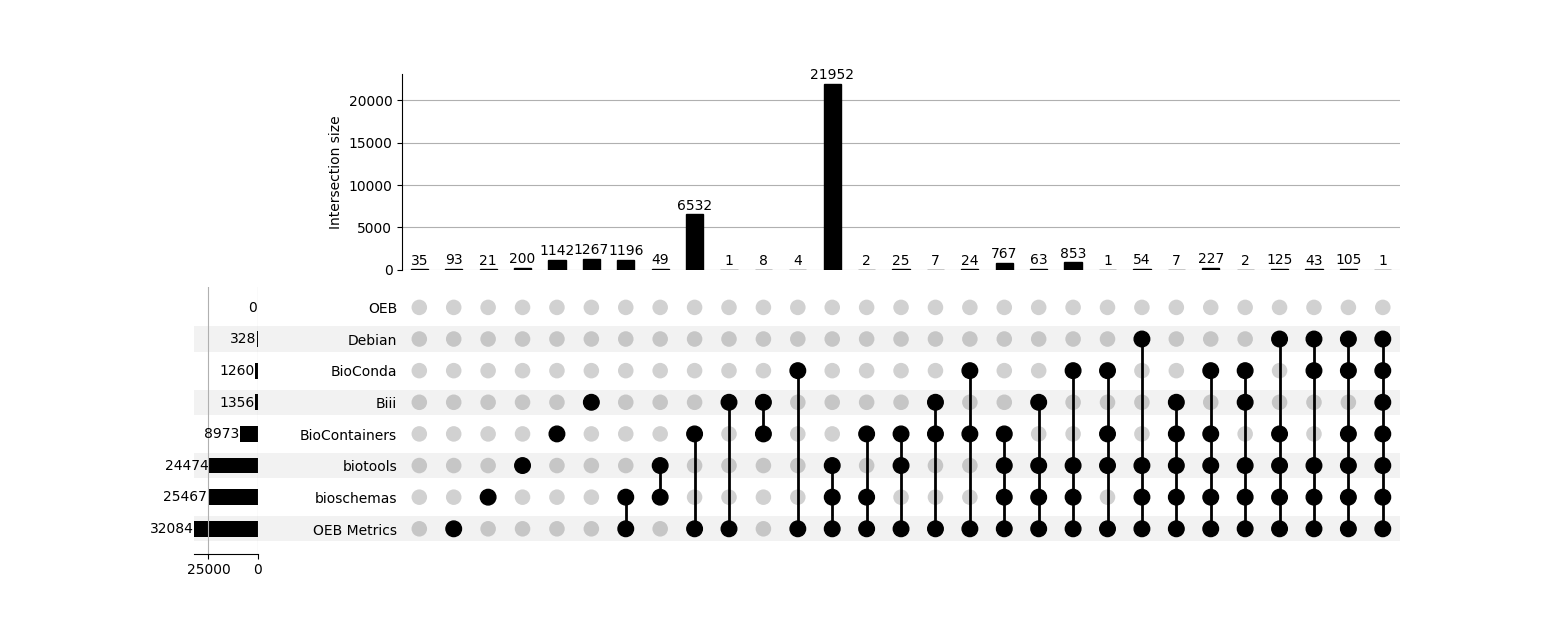 21952
20000
15000
Intersection size
10000
6532
5000
1142 1267 1196
35 93 21 200 49 1 8 4 2 25 7 24 767 63 853 1 54 7 227 2 125 43 105 1
0
0 OEB
328 Debian
1260 BioConda
1356 Biii
8973 BioContainers
24474 biotools
25467 bioschemas
32084 OEB Metrics
25000 0